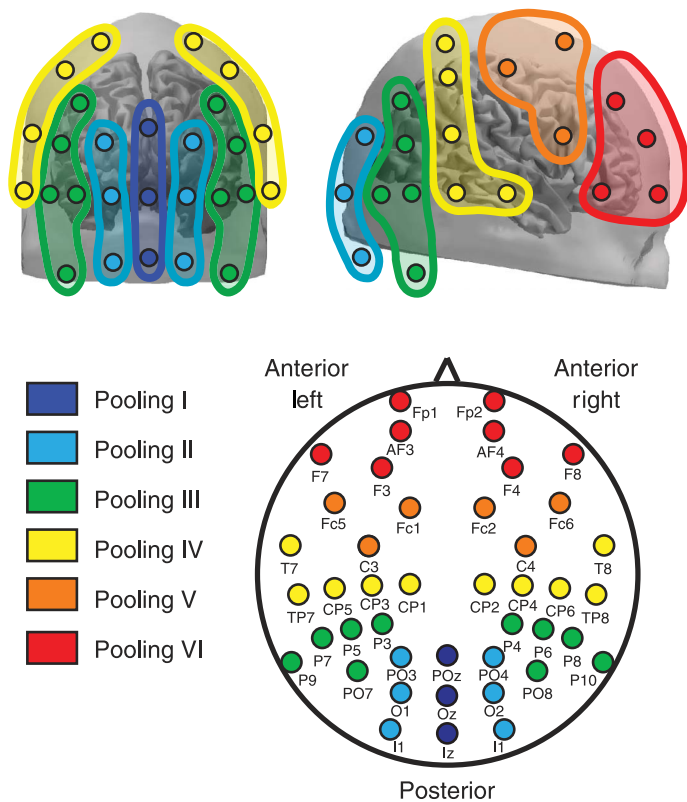 Anterior
left
Anterior
right
Pooling I
Pooling II
Pooling III
Pooling IV
Pooling V
Pooling VI
Fp1 Fp2
AF3 AF4
F7 F8
F3 F4
Fc5 Fc1 Fc2 Fc6
T7 C3 C4 T8
TP7 CP5 CP3 CP1 CP2 CP4 CP6 TP8
P9 P7 P5 P3 P4 P6 P8 P10
PO7 PO3 POz PO4 PO8
O1 Oz O2
I1 Iz I1
Posterior